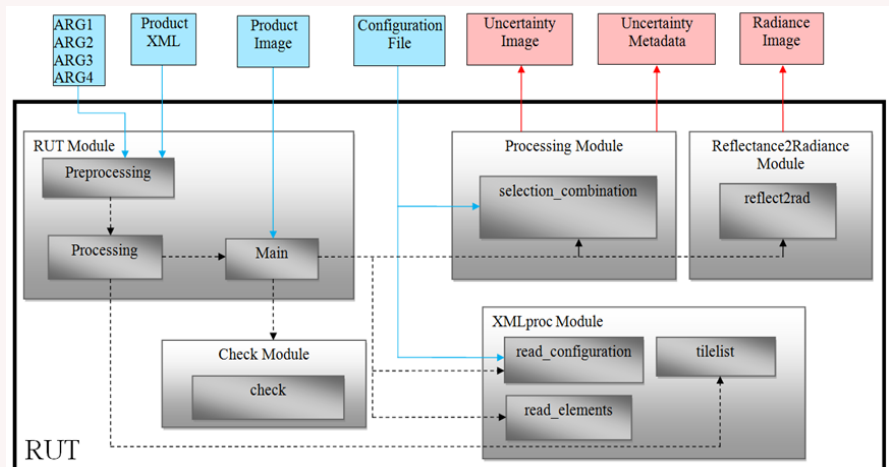 ARG1
ARG2
ARG3
ARG4
Product
XML
Product
Image
Configuration
File
Uncertainty
Image
Uncertainty
Metadata
Radiance
Image
RUT Module
Preprocessing
Processing
Main
Processing Module
selection_combination
Reflectance2Radiance
Module
reflect2rad
Check Module
check
XMLproc Module
read_configuration
tilelist
read_elements
RUT